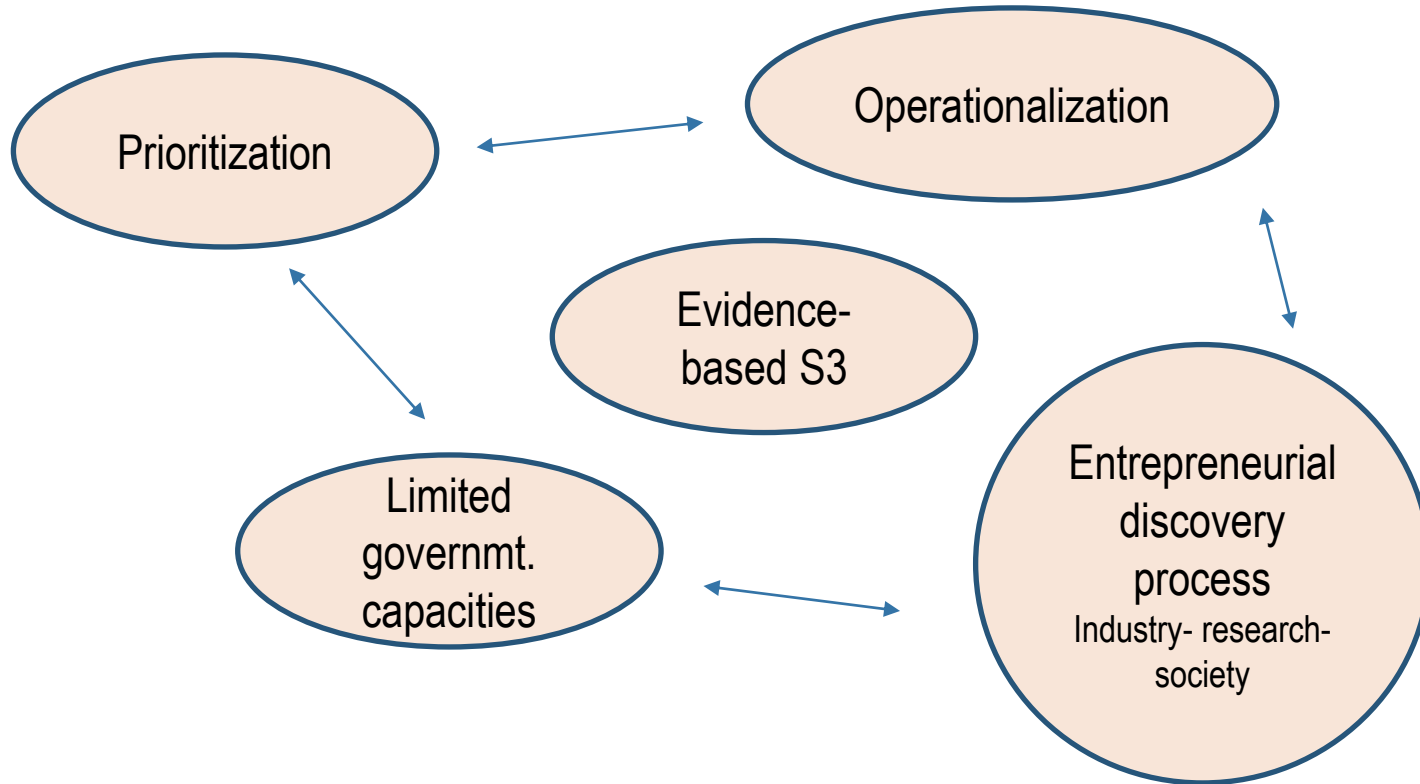 Prioritization
Operationalization
Evidence-
based S3
Limited
governmt.
capacities
Entrepreneurial
discovery
process
Industry- research-
society